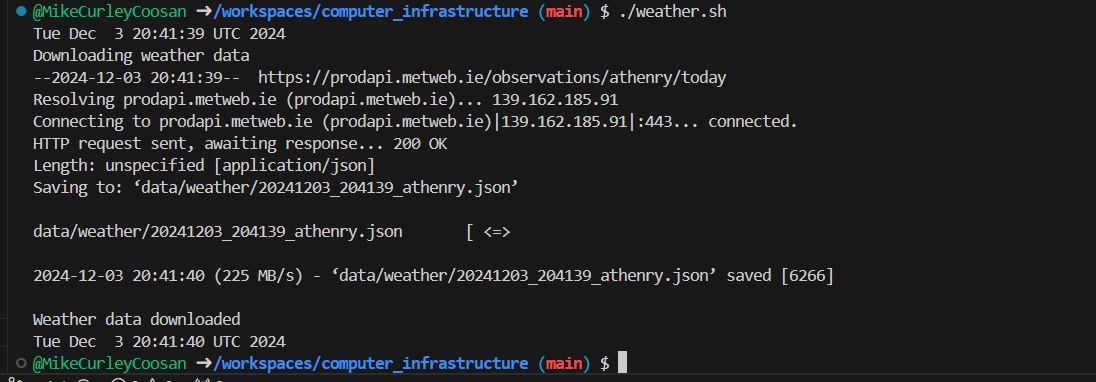 @MikeCurleyCoosan ➜/workspaces/computer_infrastructure (main) $ ./weather.sh
Tue Dec  3 20:41:39 UTC 2024
Downloading weather data
--2024-12-03 20:41:39--  https://prodapi.metweb.ie/observations/athenry/today
Resolving prodapi.metweb.ie (prodapi.metweb.ie)... 139.162.185.91
Connecting to prodapi.metweb.ie (prodapi.metweb.ie)|139.162.185.91|:443... connected.
HTTP request sent, awaiting response... 200 OK
Length: unspecified [application/json]
Saving to: ‘data/weather/20241203_204139_athenry.json’
data/weather/20241203_204139_athenry.json       [ <=>
2024-12-03 20:41:40 (225 MB/s) - ‘data/weather/20241203_204139_athenry.json’ saved [6266]
Weather data downloaded
Tue Dec  3 20:41:40 UTC 2024
@MikeCurleyCoosan ➜/workspaces/computer_infrastructure (main) $